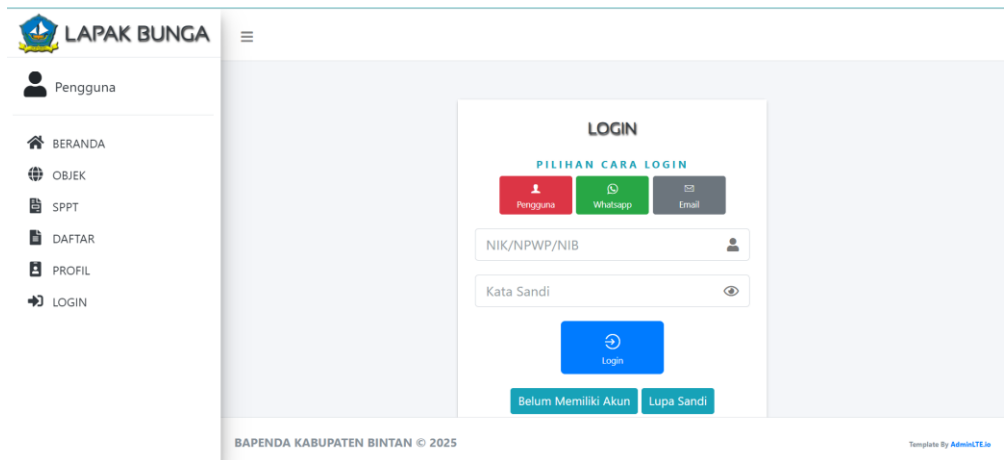 LAPAK BUNGA
Pengguna
BERANDA
OBJEK
SPPT
DAFTAR
PROFIL
LOGIN
LOGIN
PILIHAN CARA LOGIN
Pengguna Whatsapp Email
NIK/NPWP/NIB
Kata Sandi
Login
Belum Memiliki Akun Lupa Sandi
BAPENDA KABUPATEN BINTAN © 2025
Template By AdminLTE.io